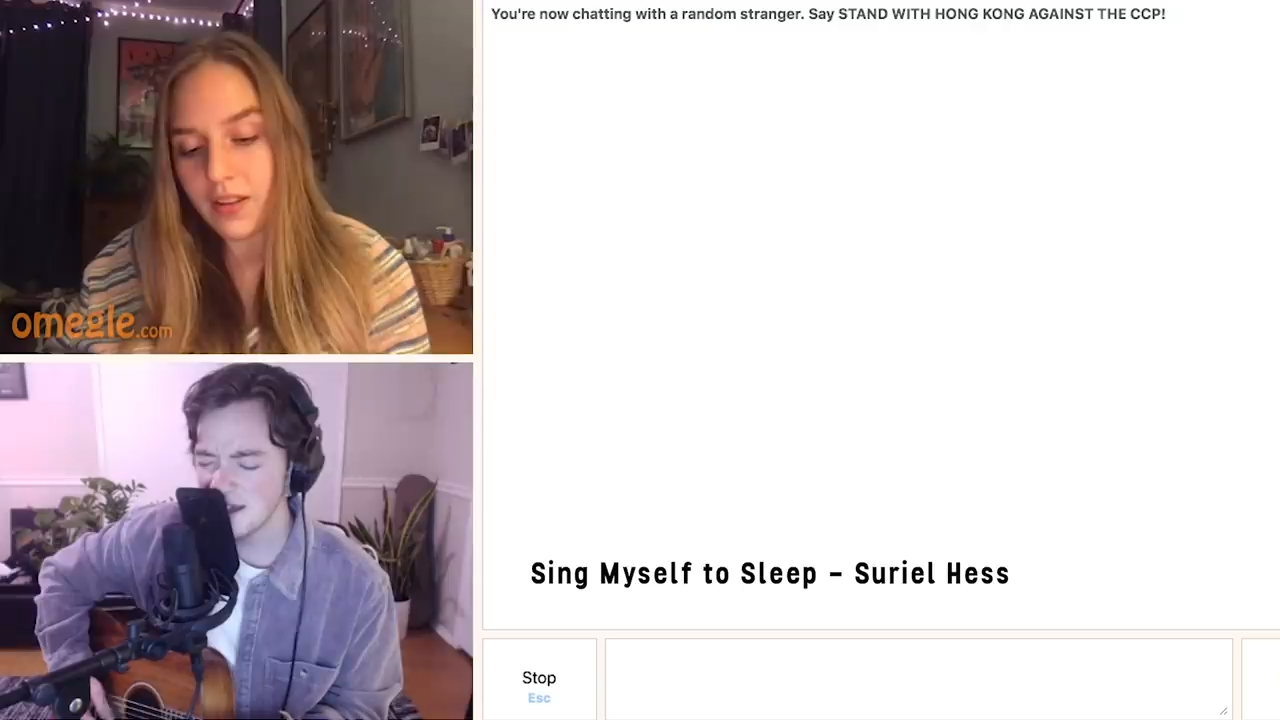 You're now chatting with a random stranger. Say STAND WITH HONG KONG AGAINST THE CCP!
omegle.com
Sing Myself to Sleep – Suriel Hess
Stop
Esc